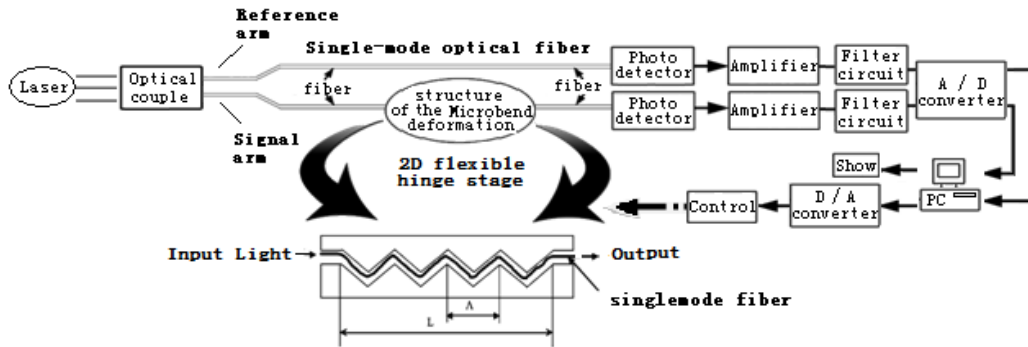 Reference
arm
Single-mode optical fiber
Laser
Optical
couple
fiber
fiber
structure
of the Microbend
deformation
Signal
arm
Photo
detector
Amplifier
Filter
circuit
Photo
detector
Amplifier
Filter
circuit
A / D
converter
2D flexible
hinge stage
Show
PC
D / A
converter
Control
Input Light
Output
singlemode fiber
Λ
L